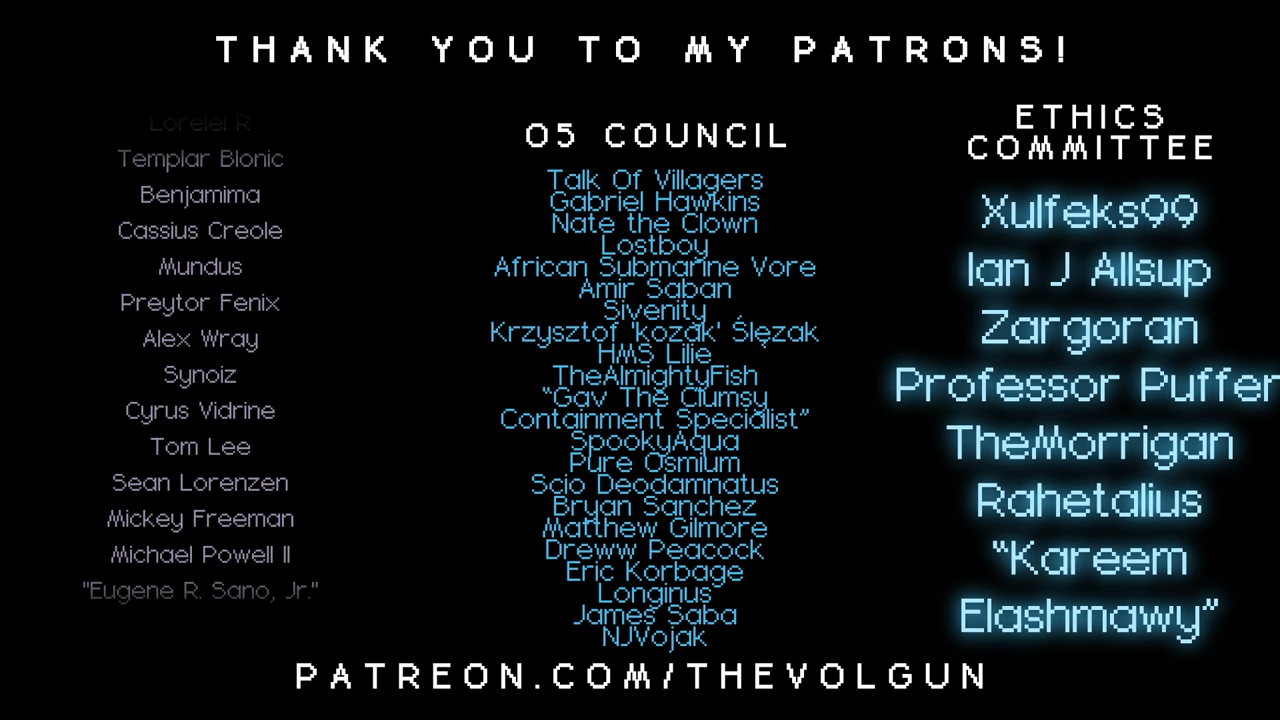 THANK YOU TO MY PATRONS!
Lorelei R
Templar Blonic
Benjamima
Cassius Creole
Mundus
Preytor Fenix
Alex Wray
Synoiz
Cyrus Vidrine
Tom Lee
Sean Lorenzen
Mickey Freeman
Michael Powell II
"Eugene R. Sano, Jr."
O5 COUNCIL
Talk Of Villagers
Gabriel Hawkins
Nate the Clown
Lostboy
African Submarine Vore
Amir Saban
Sivenity
Krzysztof 'kozak' Ślęzak
HMS Lilie
TheAlmightyFish
“Gav The Clumsy
Containment Specialist”
SpookyAqua
Pure Osmium
Scio Deodamnatus
Bryan Sanchez
Matthew Gilmore
Dreww Peacock
Eric Korbage
Longinus
James Saba
NJVojak
ETHICS
COMMITTEE
Xulfeks99
Ian J Allsup
Zargoran
Professor Puffer
TheMorrigan
Rahetalius
“Kareem
Elashmawy”
PATREON.COM/THEVOLGUN